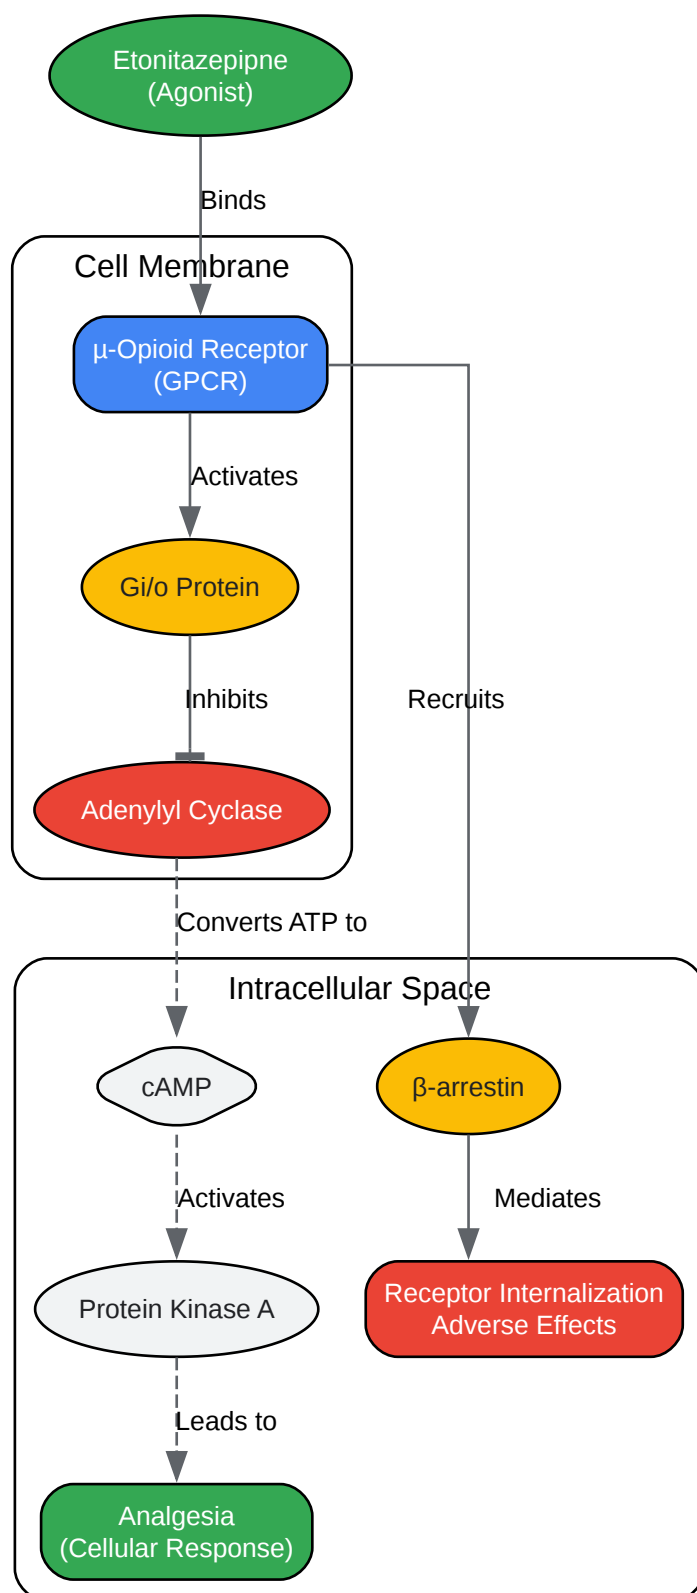 Etonitazepipne
(Agonist)
Binds
Cell Membrane
µ-Opioid Receptor
(GPCR)
Activates
Gi/o Protein
Inhibits
Recruits
Adenylyl Cyclase
Converts ATP to
Intracellular Space
cAMP
β-arrestin
Activates
Mediates
Protein Kinase A
Receptor Internalization
Adverse Effects
Leads to
Analgesia
(Cellular Response)